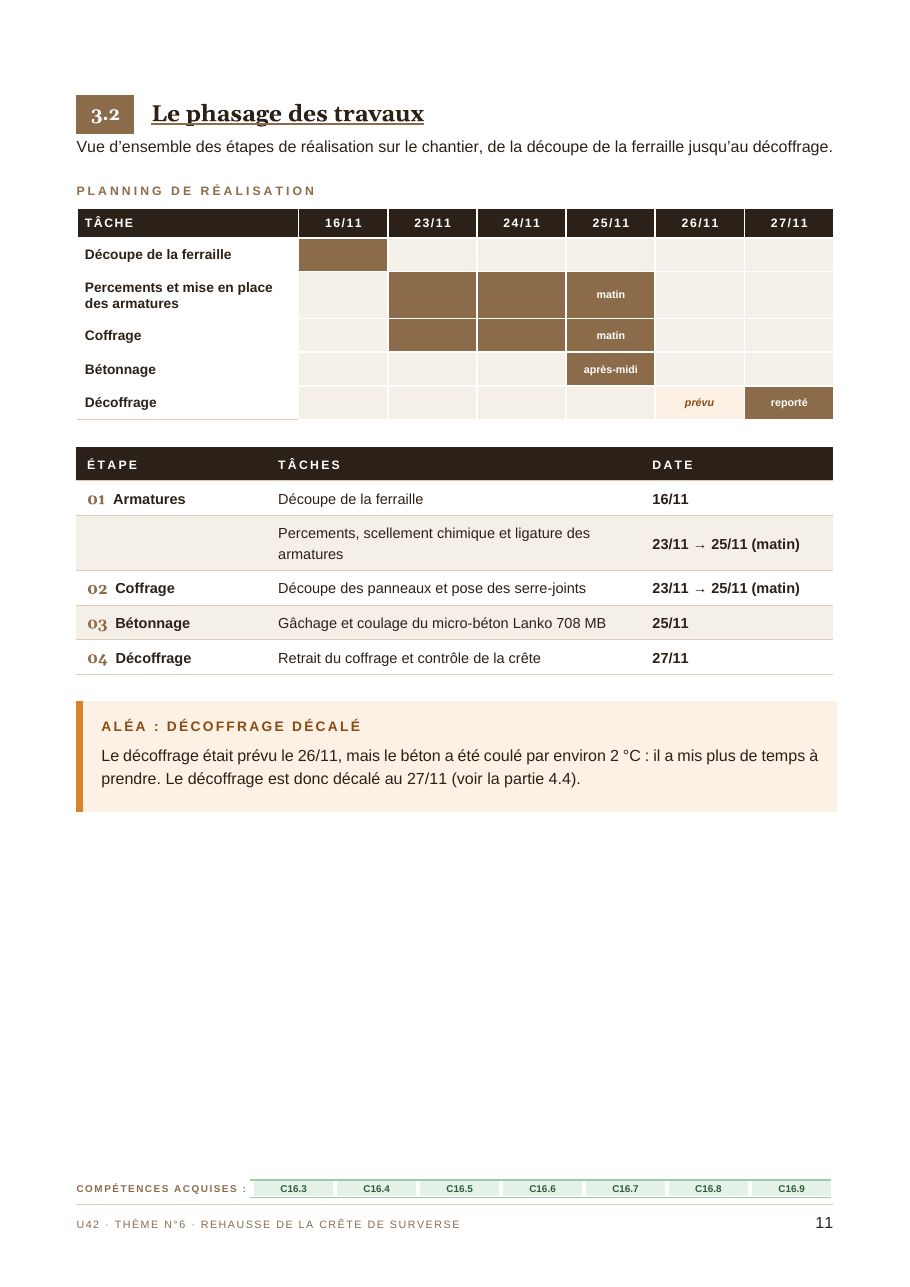 3.2 Le phasage des travaux
Vue d’ensemble des étapes de réalisation sur le chantier, de la découpe de la ferraille jusqu’au décoffrage.
PLANNING DE RÉALISATION
TÂCHE 16/11 23/11 24/11 25/11 26/11 27/11
Découpe de la ferraille
Percements et mise en place
des armatures
matin
Coffrage matin
Bétonnage après-midi
Décoffrage prévu reporté
ÉTAPE TÂCHES DATE
01 Armatures Découpe de la ferraille 16/11
Percements, scellement chimique et ligature des
armatures
23/11 → 25/11 (matin)
02 Coffrage Découpe des panneaux et pose des serre-joints 23/11 → 25/11 (matin)
03 Bétonnage Gâchage et coulage du micro-béton Lanko 708 MB 25/11
04 Décoffrage Retrait du coffrage et contrôle de la crête 27/11
ALÉA : DÉCOFFRAGE DÉCALÉ
Le décoffrage était prévu le 26/11, mais le béton a été coulé par environ 2 °C : il a mis plus de temps à
prendre. Le décoffrage est donc décalé au 27/11 (voir la partie 4.4).
COMPÉTENCES ACQUISES : C16.3 C16.4 C16.5 C16.6 C16.7 C16.8 C16.9
U42 · THÈME N°6 · REHAUSSE DE LA CRÊTE DE SURVERSE 11